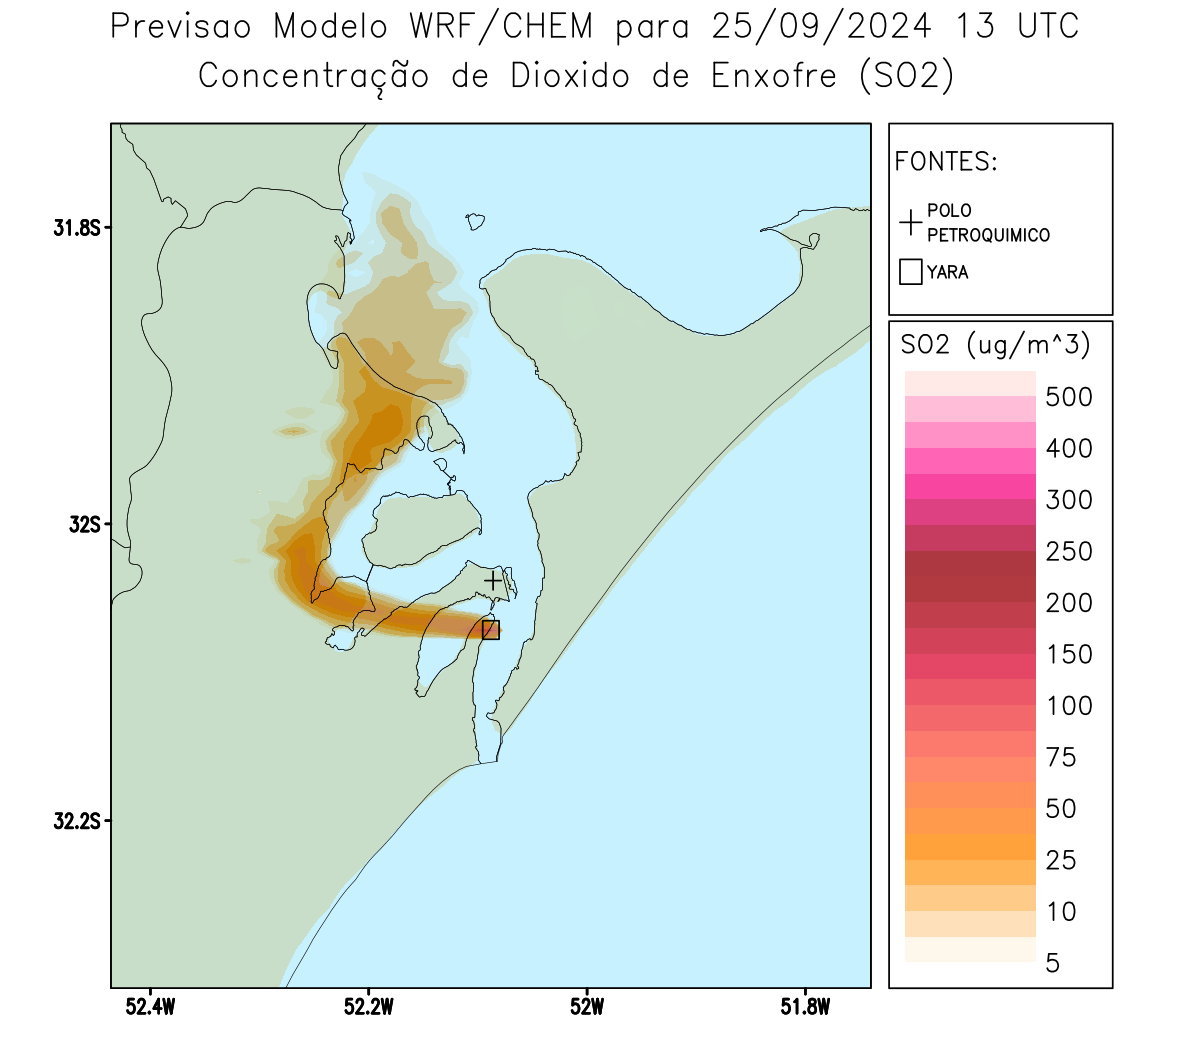 Previsao Modelo WRF/CHEM para 25/09/2024 13 UTC
Concentração de Dioxido de Enxofre (SO2)
FONTES:
POLO
PETROQUIMICO
YARA
SO2 (ug/m^3)
500
400
300
250
200
150
100
75
50
25
10
5
31.8S
32S
32.2S
52.4W
52.2W
52W
51.8W